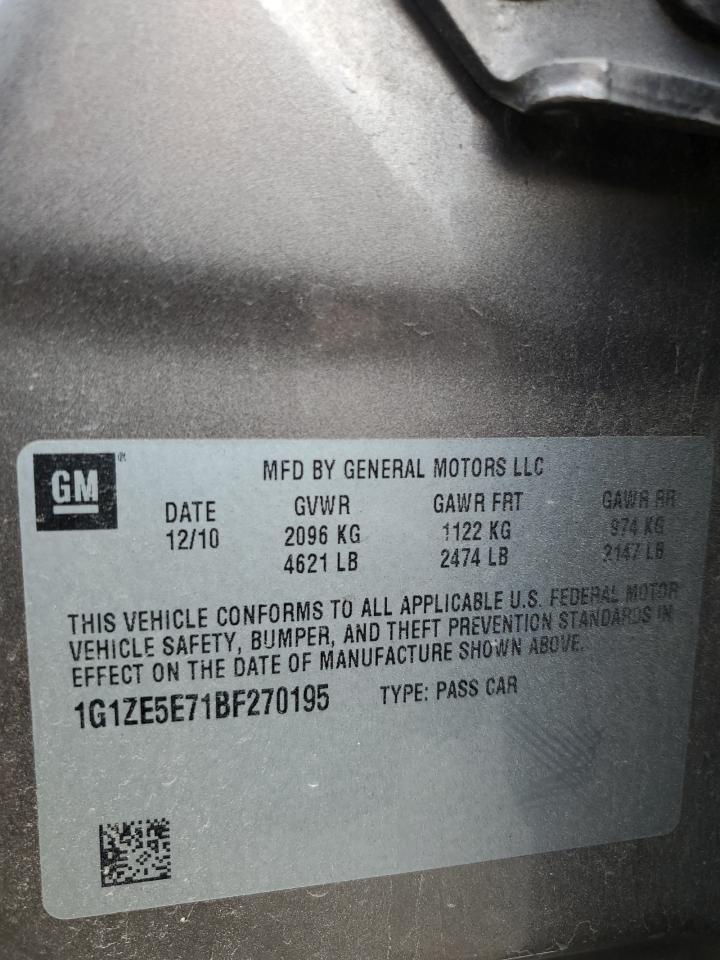 GM
MFD BY GENERAL MOTORS LLC
DATE GVWR GAWR FRT GAWR RR
12/10 2096 KG 1122 KG 974 KG
4621 LB 2474 LB 2147 LB
THIS VEHICLE CONFORMS TO ALL APPLICABLE U.S. FEDERAL MOTOR
VEHICLE SAFETY, BUMPER, AND THEFT PREVENTION STANDARDS IN
EFFECT ON THE DATE OF MANUFACTURE SHOWN ABOVE.
1G1ZE5E71BF270195 TYPE: PASS CAR